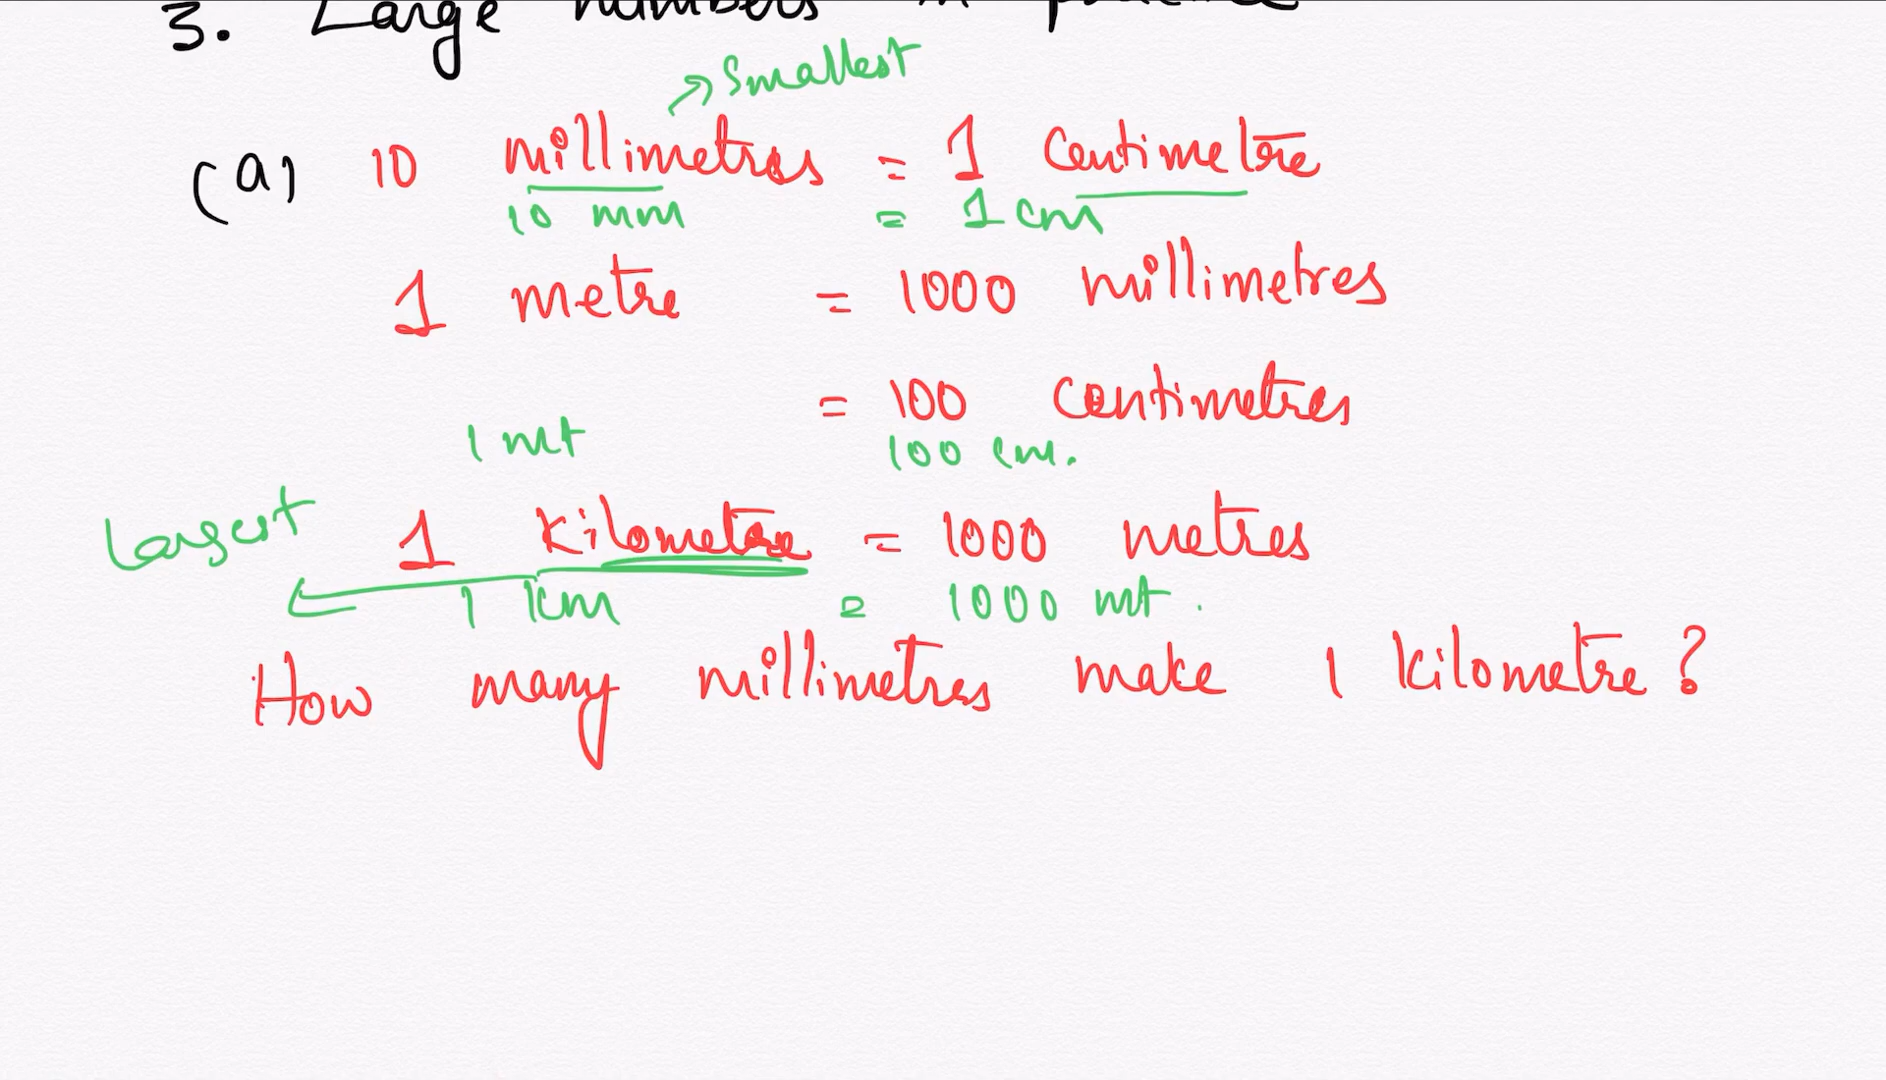 3. Large numbers in practice
Smallest
(a) 10 millimetres = 1 Centimetre
10 mm = 1 cm
1 metre = 1000 millimetres
= 100 Centimetres
1 mt 100 cm.
Largest 1 Kilometre = 1000 metres
1 km = 1000 mt.
How many millimetres make 1 kilometre?